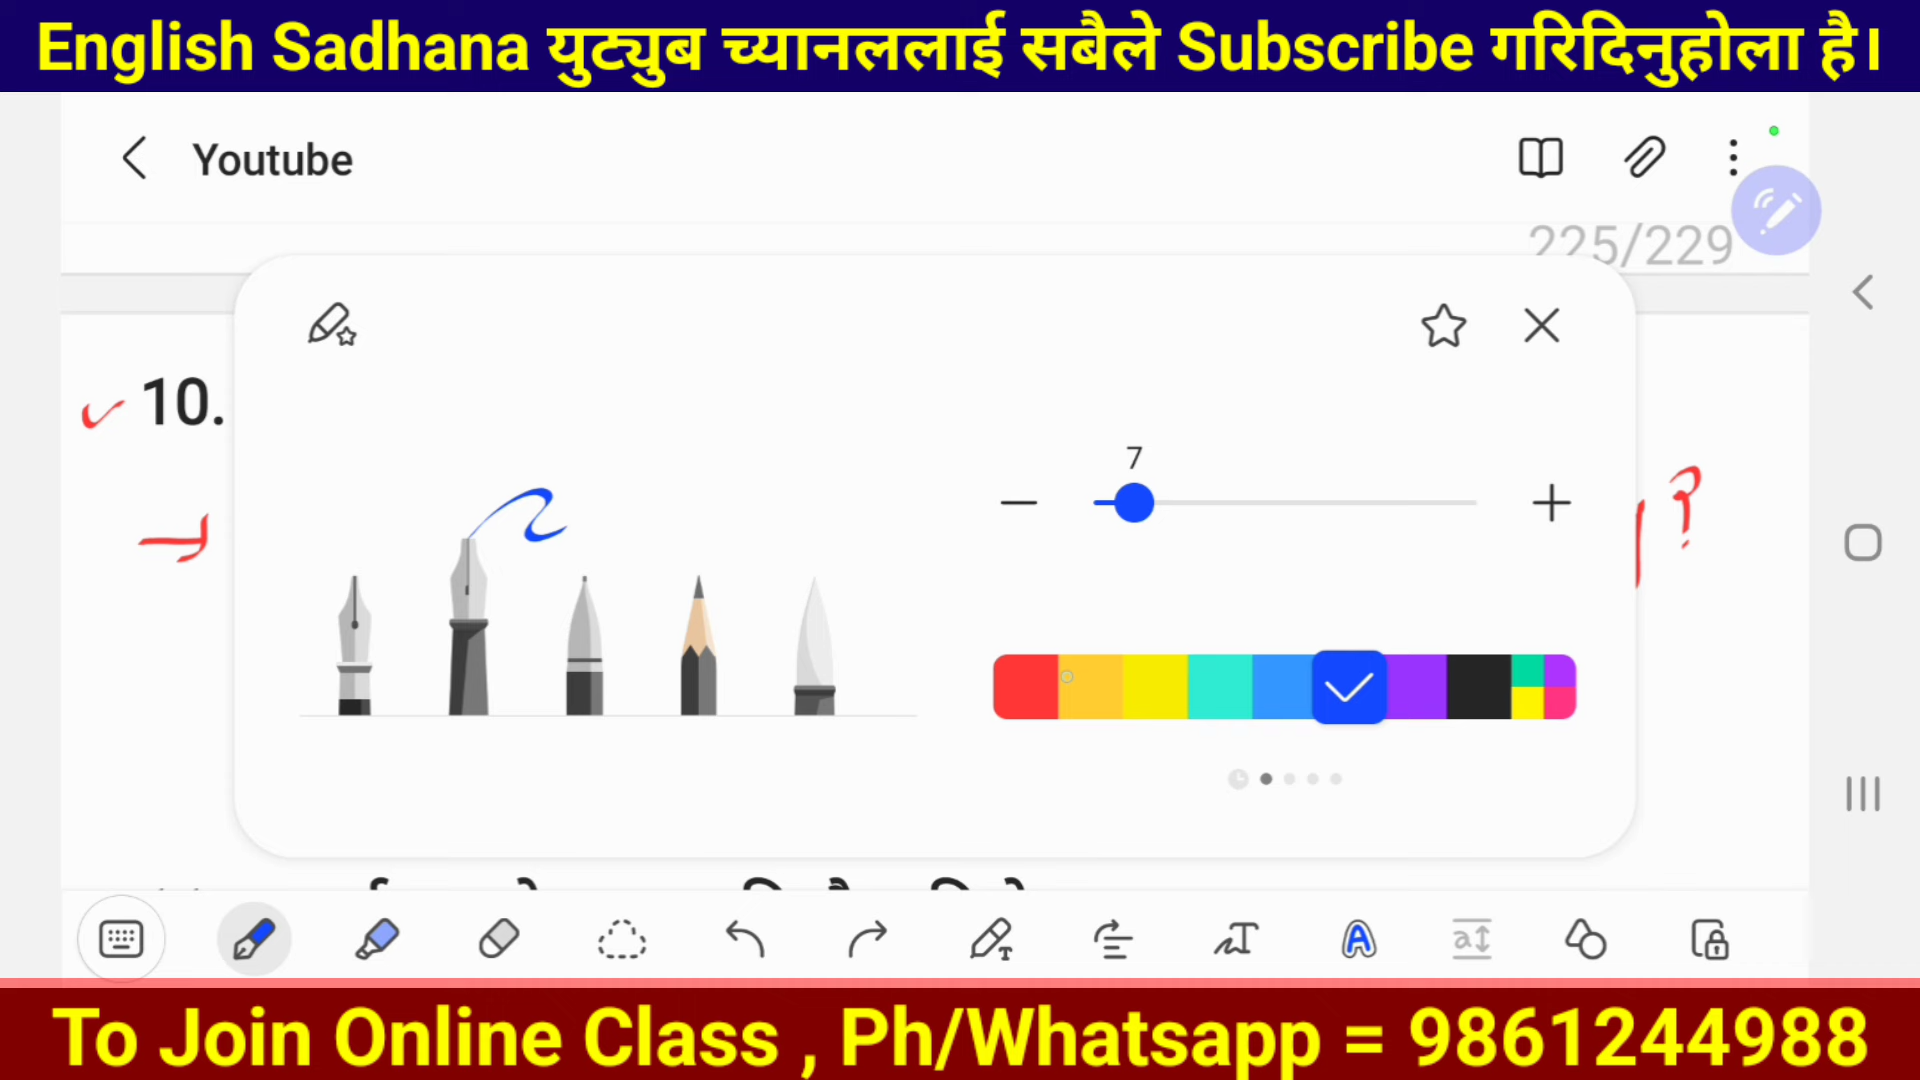 English Sadhana युट्युब च्यानललाई सबैले Subscribe गरिदिनुहोला है।
Youtube
225/229
10.
7
?
To Join Online Class , Ph/Whatsapp = 9861244988